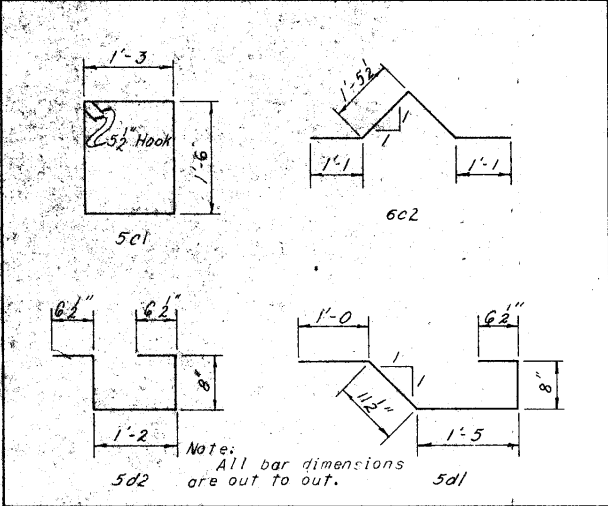 1'-3
2-5½" Hook
1'-6"
5c1
1'-5½
1
1
1'-1
1'-1
6c2
6½"
6½"
8"
1'-2
5d2
1'-0
6½"
1
1
11½"
8"
1'-5
5d1
Note:
All bar dimensions
are out to out.